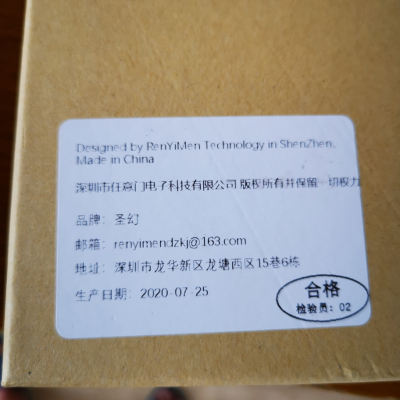 Designed by RenYiMen Technology in ShenZhen,
Made in China
深圳市任意门电子科技有限公司 版权所有并保留一切权力
品牌：圣幻
邮箱：renyimendzkj@163.com
地址：深圳市龙华新区龙塘西区15巷6栋
生产日期：2020-07-25
合格
检验员：02